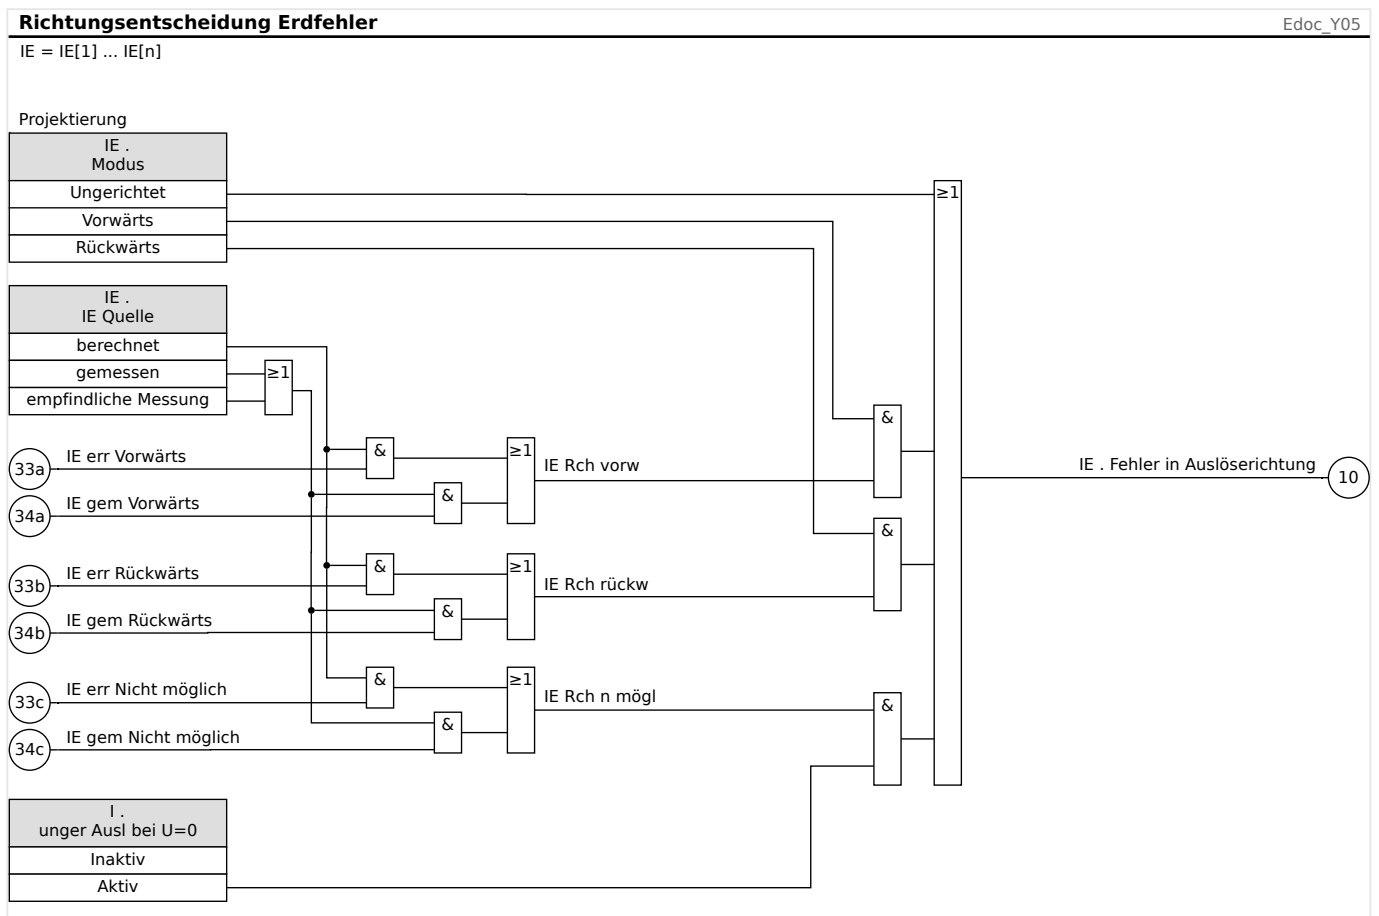 Richtungsentscheidung Erdfehler
Edoc_Y05
IE = IE[1] ... IE[n]
Projektierung
IE .
Modus
Ungerichtet
Vorwärts
Rückwärts
≥1
IE .
IE Quelle
berechnet
gemessen
empfindliche Messung
≥1
&
33a
IE err Vorwärts
&
≥1
IE Rch vorw
34a
IE gem Vorwärts
&
IE . Fehler in Auslöserichtung
10
&
33b
IE err Rückwärts
&
≥1
IE Rch rückw
34b
IE gem Rückwärts
&
33c
IE err Nicht möglich
&
≥1
IE Rch n mögl
&
34c
IE gem Nicht möglich
&
I .
unger Ausl bei U=0
Inaktiv
Aktiv